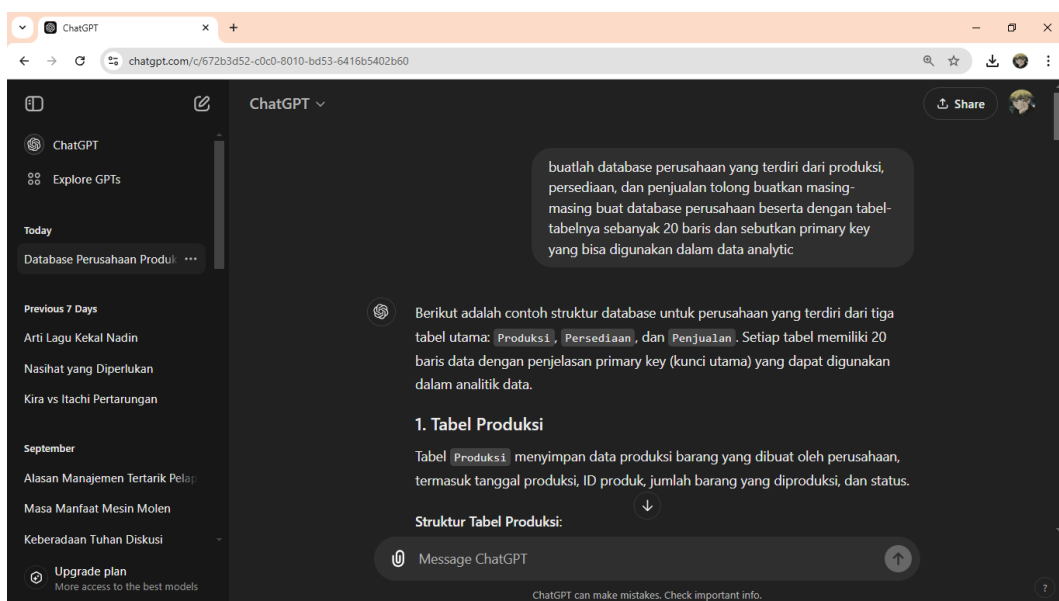 ChatGPT
chatgpt.com/c/672b3d52-c0c0-8010-bd53-6416b5402b60
ChatGPT
Share
ChatGPT
Explore GPTs
Today
Database Perusahaan Produk
Previous 7 Days
Arti Lagu Kekal Nadin
Nasihat yang Diperlukan
Kira vs Itachi Pertarungan
September
Alasan Manajemen Tertarik Pelap
Masa Manfaat Mesin Molen
Keberadaan Tuhan Diskusi
Upgrade plan
More access to the best models
buatlah database perusahaan yang terdiri dari produksi,
persediaan, dan penjualan tolong buatkan masing-
masing buat database perusahaan beserta dengan tabel-
tabelnya sebanyak 20 baris dan sebutkan primary key
yang bisa digunakan dalam data analytic
Berikut adalah contoh struktur database untuk perusahaan yang terdiri dari tiga
tabel utama: Produksi, Persediaan, dan Penjualan. Setiap tabel memiliki 20
baris data dengan penjelasan primary key (kunci utama) yang dapat digunakan
dalam analitik data.
1. Tabel Produksi
Tabel Produksi menyimpan data produksi barang yang dibuat oleh perusahaan,
termasuk tanggal produksi, ID produk, jumlah barang yang diproduksi, dan status.
Struktur Tabel Produksi:
Message ChatGPT
ChatGPT can make mistakes. Check important info.
?